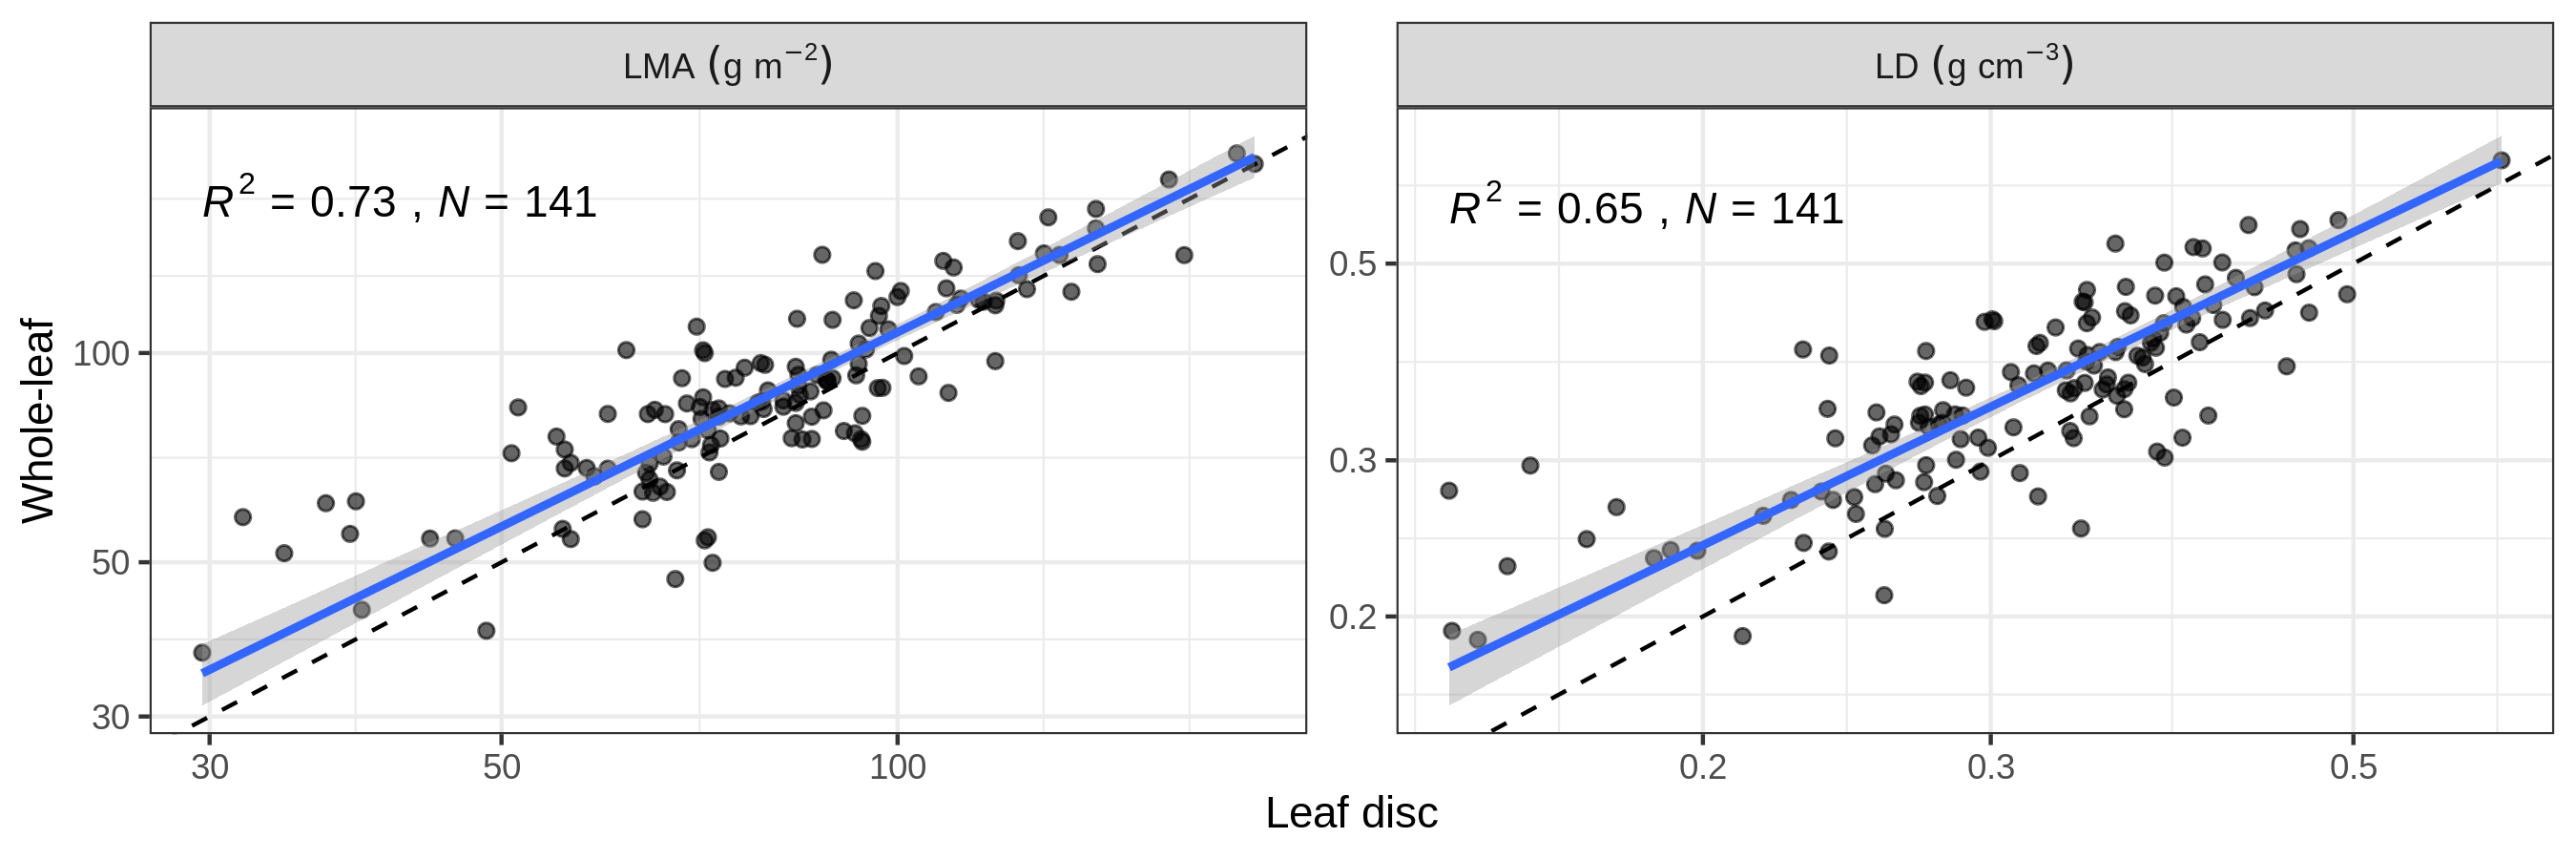 LMA (g m⁻²)
LD (g cm⁻³)
R² = 0.73 , N = 141
R² = 0.65 , N = 141
Whole-leaf
100
50
30
0.5
0.3
0.2
30 50 100
0.2 0.3 0.5
Leaf disc